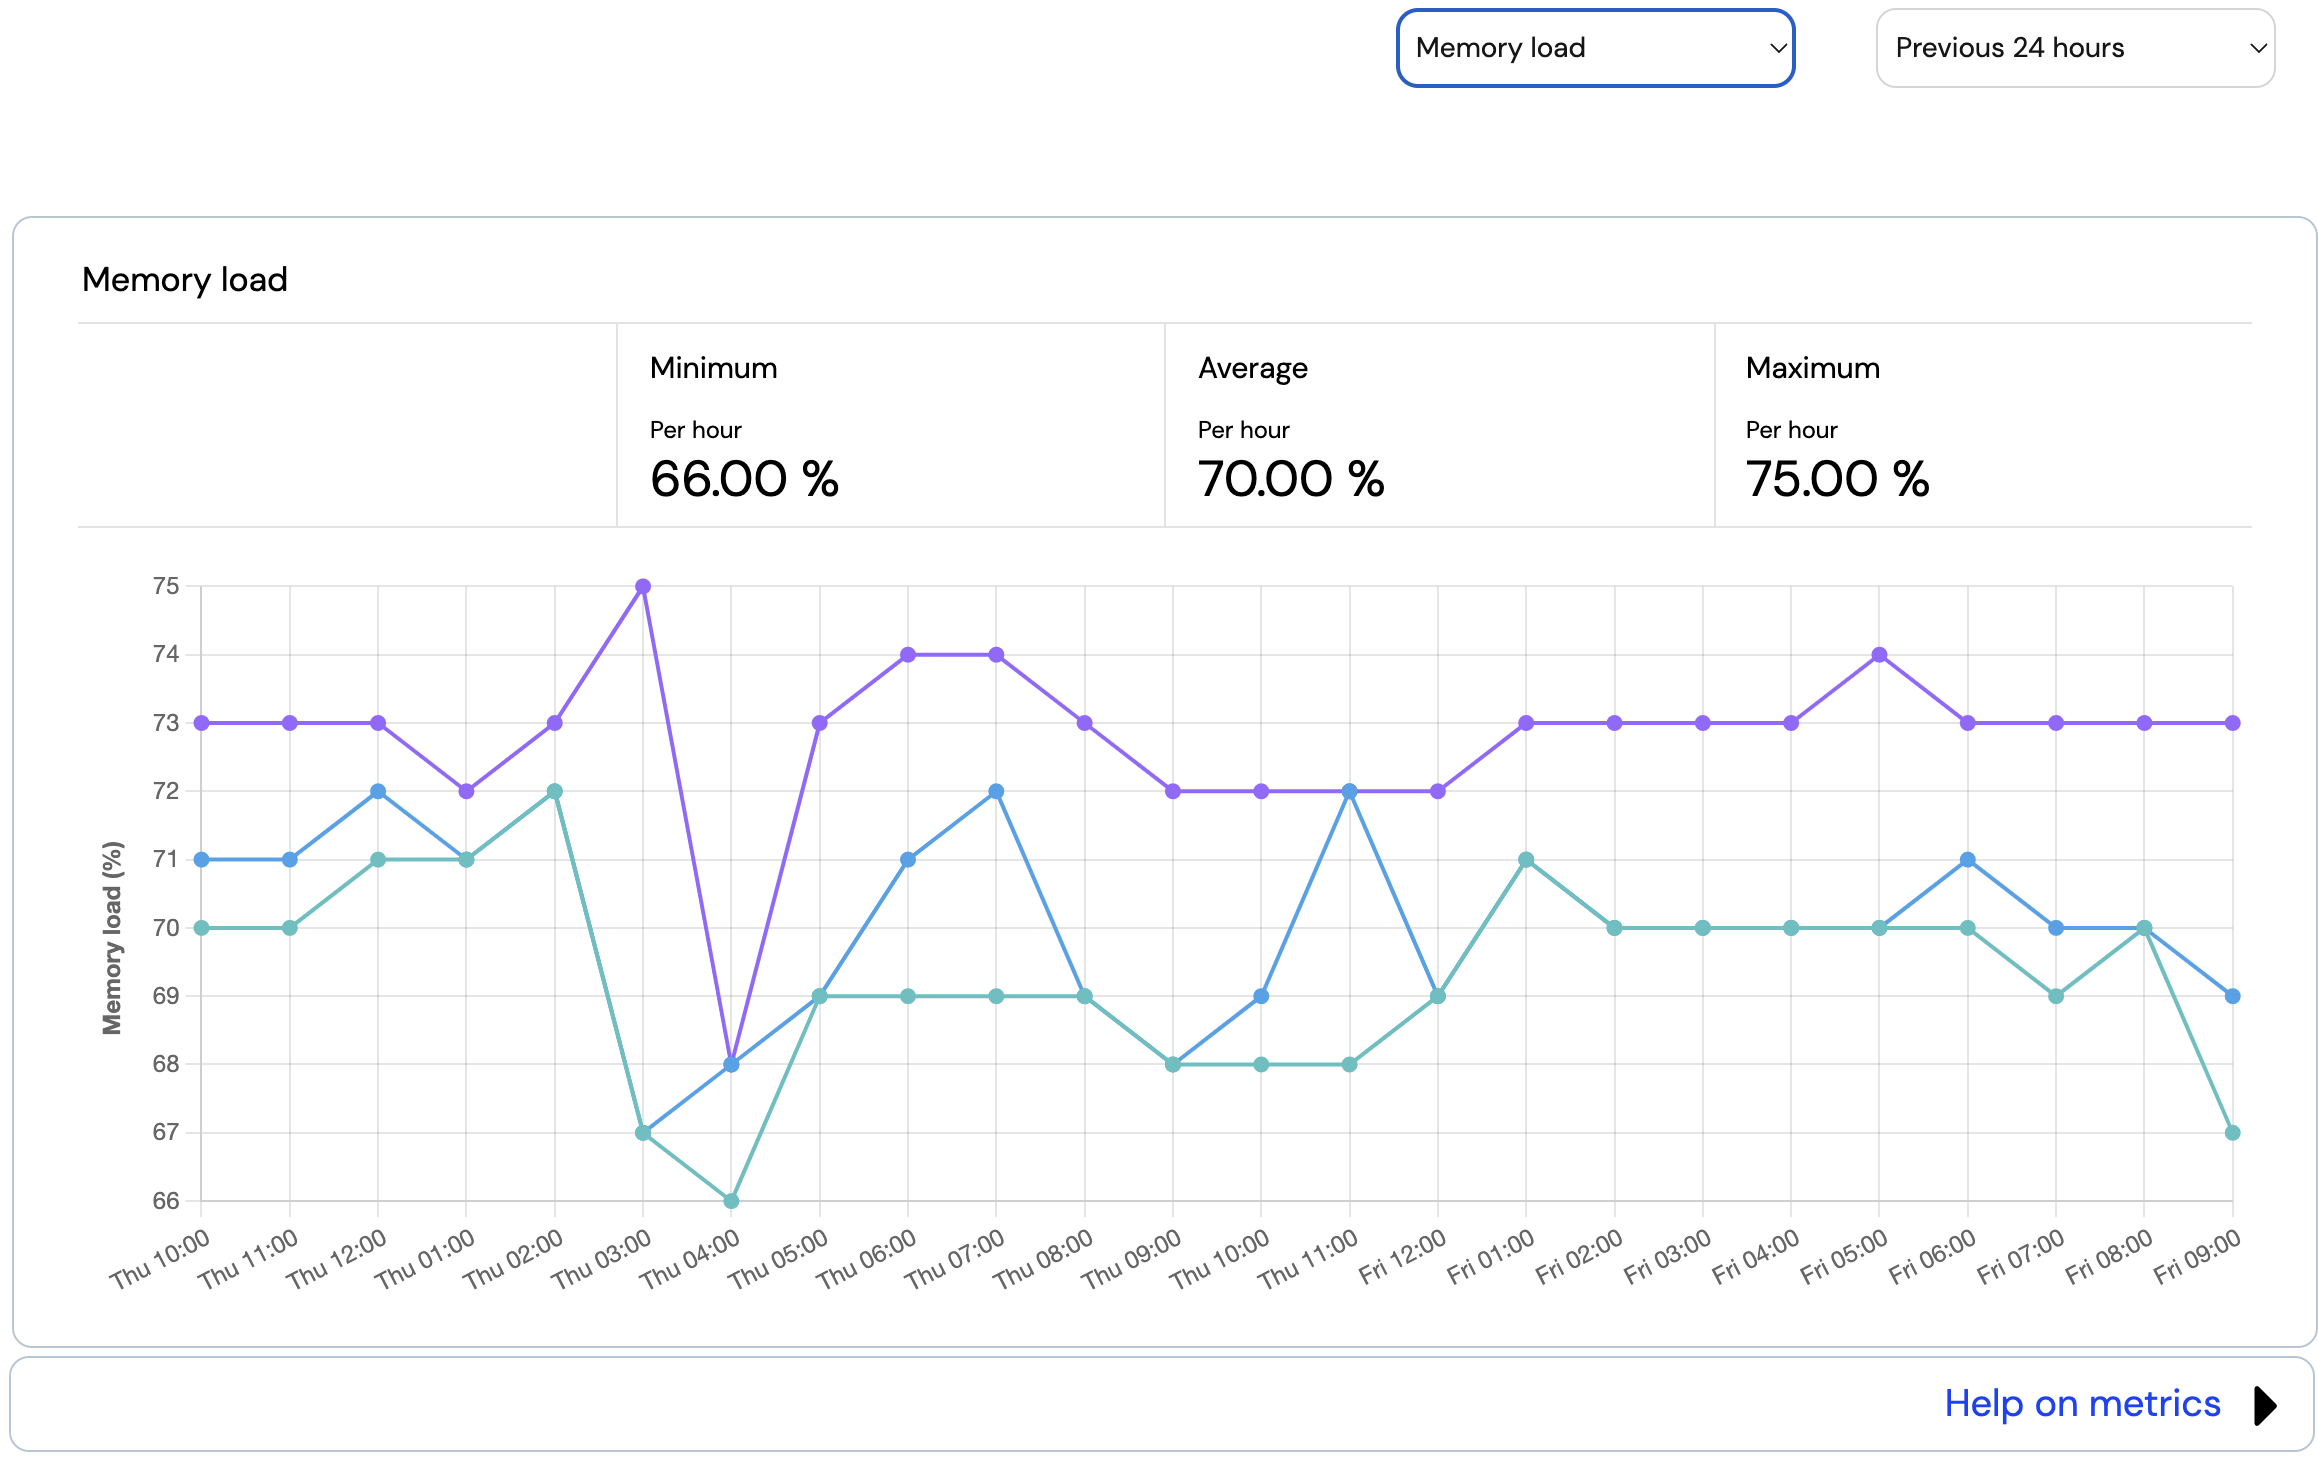 Memory load
Previous 24 hours
Memory load
Minimum
Average
Maximum
Per hour
Per hour
Per hour
66.00 %
70.00 %
75.00 %
Memory load (%)
75
74
73
72
71
70
69
68
67
66
Thu 10:00
Thu 11:00
Thu 12:00
Thu 01:00
Thu 02:00
Thu 03:00
Thu 04:00
Thu 05:00
Thu 06:00
Thu 07:00
Thu 08:00
Thu 09:00
Thu 10:00
Thu 11:00
Fri 12:00
Fri 01:00
Fri 02:00
Fri 03:00
Fri 04:00
Fri 05:00
Fri 06:00
Fri 07:00
Fri 08:00
Fri 09:00
Help on metrics